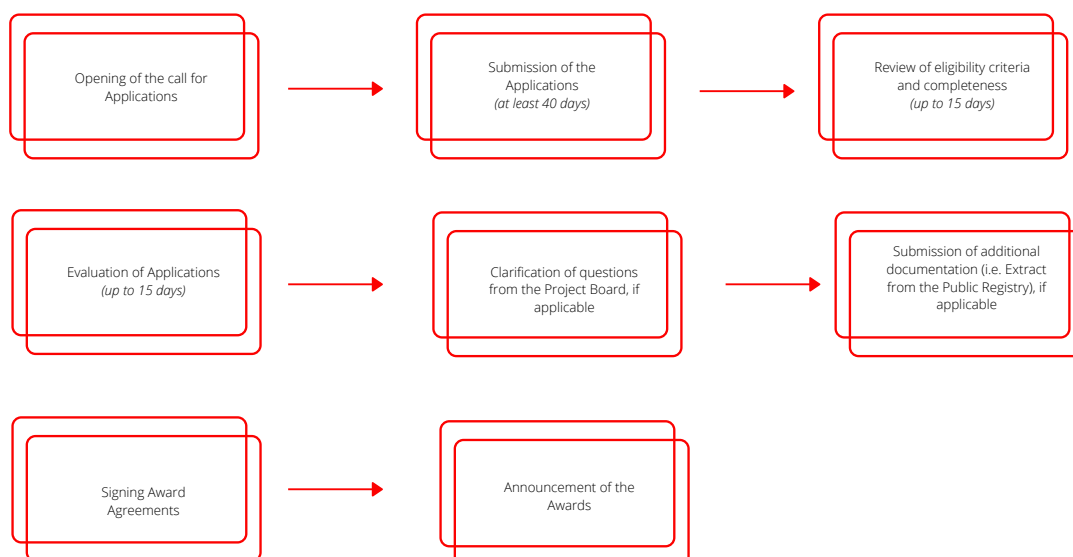 Opening of the call for
Applications
Submission of the
Applications
(at least 40 days)
Review of eligibility criteria
and completeness
(up to 15 days)
Evaluation of Applications
(up to 15 days)
Clarification of questions
from the Project Board, if
applicable
Submission of additional
documentation (i.e. Extract
from the Public Registry), if
applicable
Signing Award
Agreements
Announcement of the
Awards